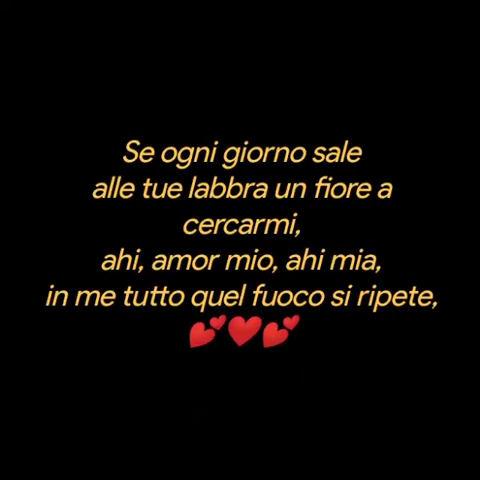 Se ogni giorno sale
alle tue labbra un fiore a
cercarmi,
ahi, amor mio, ahi mia,
in me tutto quel fuoco si ripete,
💕❤️💕